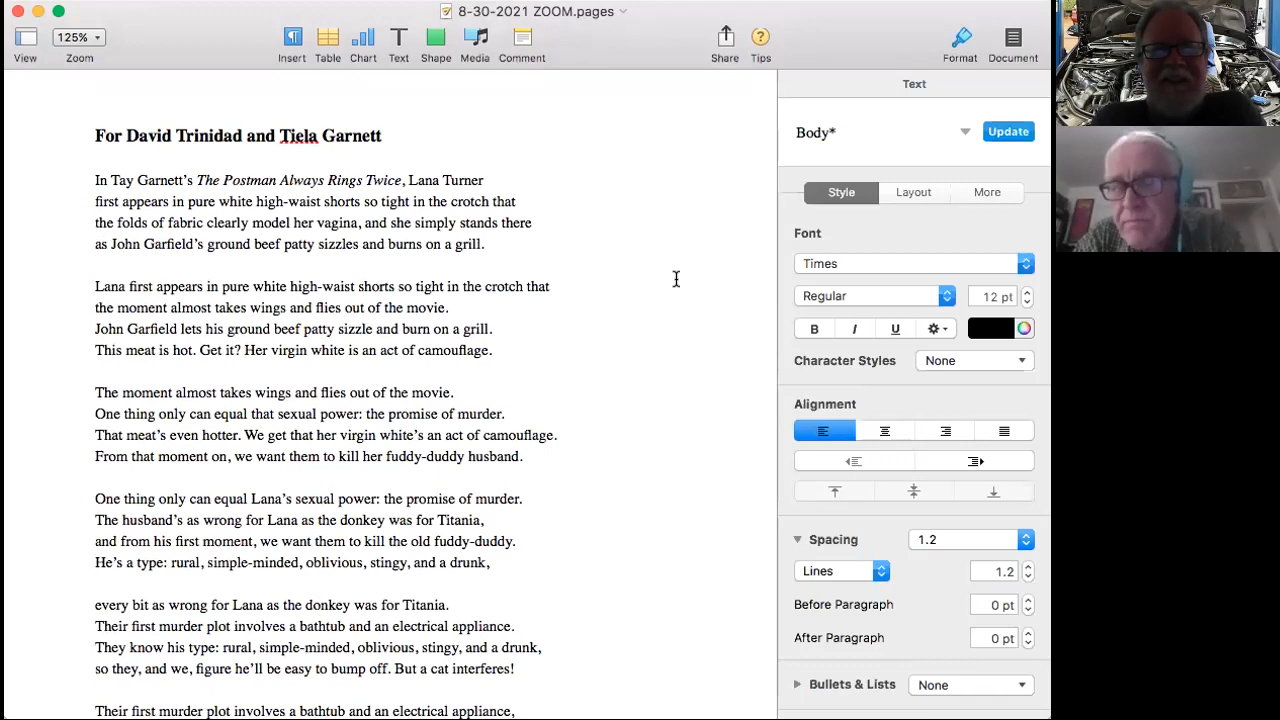 8-30-2021 ZOOM.pages
125%
View
Zoom
Insert
Table
Chart
Text
Shape
Media
Comment
Share
Tips
Format
Document
Text
For David Trinidad and Tiela Garnett
In Tay Garnett’s The Postman Always Rings Twice, Lana Turner
first appears in pure white high-waist shorts so tight in the crotch that
the folds of fabric clearly model her vagina, and she simply stands there
as John Garfield’s ground beef patty sizzles and burns on a grill.
Lana first appears in pure white high-waist shorts so tight in the crotch that
the moment almost takes wings and flies out of the movie.
John Garfield lets his ground beef patty sizzle and burn on a grill.
This meat is hot. Get it? Her virgin white is an act of camouflage.
The moment almost takes wings and flies out of the movie.
One thing only can equal that sexual power: the promise of murder.
That meat’s even hotter. We get that her virgin white’s an act of camouflage.
From that moment on, we want them to kill her fuddy-duddy husband.
One thing only can equal Lana’s sexual power: the promise of murder.
The husband’s as wrong for Lana as the donkey was for Titania,
and from his first moment, we want them to kill the old fuddy-duddy.
He’s a type: rural, simple-minded, oblivious, stingy, and a drunk,
every bit as wrong for Lana as the donkey was for Titania.
Their first murder plot involves a bathtub and an electrical appliance.
They know his type: rural, simple-minded, oblivious, stingy, and a drunk,
so they, and we, figure he’ll be easy to bump off. But a cat interferes!
Their first murder plot involves a bathtub and an electrical appliance,
Body*
Update
Style
Layout
More
Font
Times
Regular
12 pt
B
I
U
Character Styles
None
Alignment
Spacing
1.2
Lines
1.2
Before Paragraph
0 pt
After Paragraph
0 pt
Bullets & Lists
None